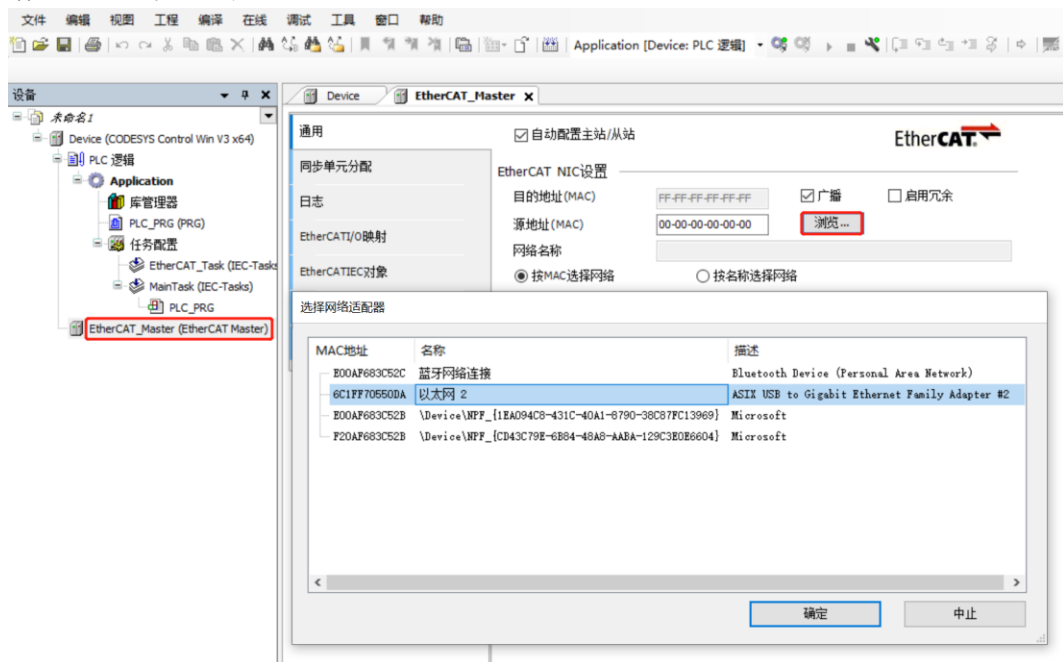 文件 编辑 视图 工程 编译 在线 调试 工具 窗口 帮助
Application [Device: PLC 逻辑]
设备
未命名1
Device (CODESYS Control Win V3 x64)
PLC 逻辑
Application
库管理器
PLC_PRG (PRG)
任务配置
EtherCAT_Task (IEC-Tasks
MainTask (IEC-Tasks)
PLC_PRG
EtherCAT_Master (EtherCAT Master)
Device EtherCAT_Master
通用
同步单元分配
日志
EtherCATI/O映射
EtherCATIEC对象
自动配置主站/从站
EtherCAT
EtherCAT NIC设置
目的地址(MAC) FF-FF-FF-FF-FF-FF 广播 启用冗余
源地址(MAC) 00-00-00-00-00-00 浏览...
网络名称
按MAC选择网络 按名称选择网络
选择网络适配器
MAC地址 名称 描述
E00AF683C52C 蓝牙网络连接 Bluetooth Device (Personal Area Network)
6C1FF70550DA 以太网 2 ASIX USB to Gigabit Ethernet Family Adapter #2
E00AF683C52B \Device\NPF_{1EA094C8-431C-40A1-8790-38C87FC13969} Microsoft
F20AF683C52B \Device\NPF_{CD43C79E-6B84-48A8-AABA-129C3E0E6604} Microsoft
确定 中止